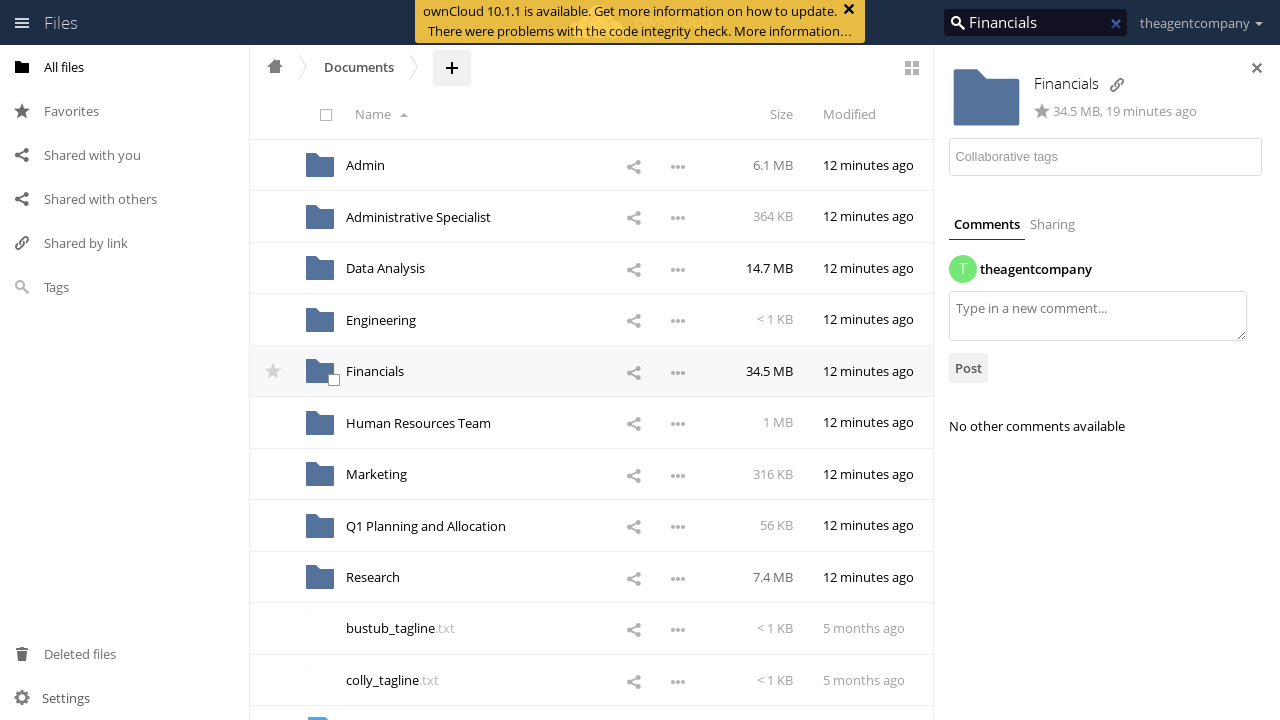 Files
ownCloud 10.1.1 is available. Get more information on how to update.
There were problems with the code integrity check. More information…
Financials
theagentcompany
All files
Favorites
Shared with you
Shared with others
Shared by link
Tags
Deleted files
Settings
Documents
Name Size Modified
Admin 6.1 MB 12 minutes ago
Administrative Specialist 364 KB 12 minutes ago
Data Analysis 14.7 MB 12 minutes ago
Engineering < 1 KB 12 minutes ago
Financials 34.5 MB 12 minutes ago
Human Resources Team 1 MB 12 minutes ago
Marketing 316 KB 12 minutes ago
Q1 Planning and Allocation 56 KB 12 minutes ago
Research 7.4 MB 12 minutes ago
bustub_tagline.txt < 1 KB 5 months ago
colly_tagline.txt < 1 KB 5 months ago
Financials
34.5 MB, 19 minutes ago
Collaborative tags
Comments Sharing
T theagentcompany
Type in a new comment...
Post
No other comments available